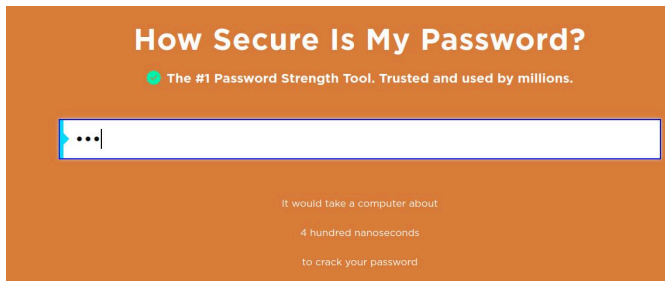 How Secure Is My Password?
The #1 Password Strength Tool. Trusted and used by millions.
•••
It would take a computer about
4 hundred nanoseconds
to crack your password